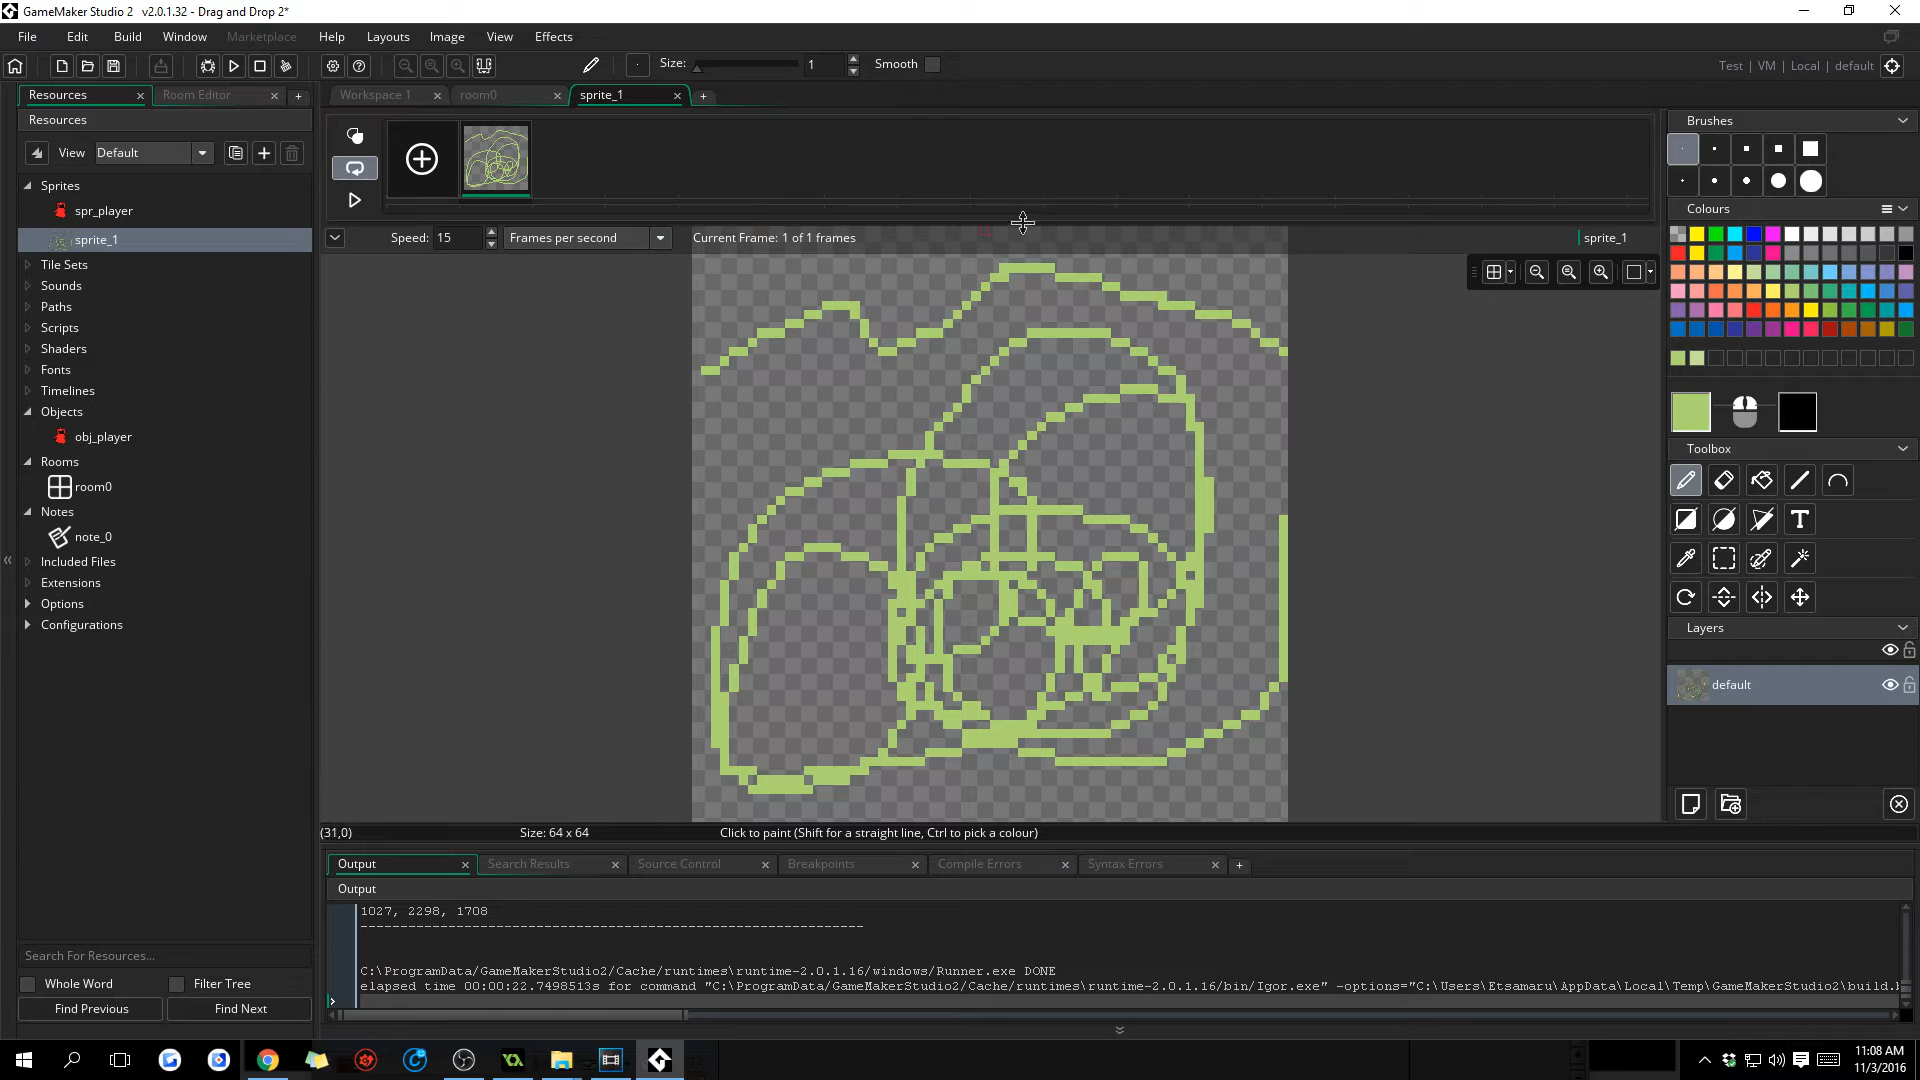 GameMaker Studio 2 v2.0.1.32 - Drag and Drop 2*
File Edit Build Window Marketplace Help Layouts Image View Effects
Size: 1 Smooth
Test | VM | Local | default
Resources Room Editor
Workspace 1 room0 sprite_1
Resources
View Default
Sprites
spr_player
sprite_1
Tile Sets
Sounds
Paths
Scripts
Shaders
Fonts
Timelines
Objects
obj_player
Rooms
room0
Notes
note_0
Included Files
Extensions
Options
Configurations
Search For Resources...
Whole Word Filter Tree
Find Previous Find Next
Speed: 15 Frames per second Current Frame: 1 of 1 frames sprite_1
Brushes
Colours
Toolbox
Layers
default
(31,0) Size: 64 x 64 Click to paint (Shift for a straight line, Ctrl to pick a colour)
Output Search Results Source Control Breakpoints Compile Errors Syntax Errors
Output
1027, 2298, 1708
C:\ProgramData/GameMakerStudio2/Cache/runtimes\runtime-2.0.1.16/windows/Runner.exe DONE
elapsed time 00:00:22.7498513s for command "C:\ProgramData/GameMakerStudio2/Cache/runtimes\runtime-2.0.1.16/bin/Igor.exe" -options="C:\Users\Etsamaru\AppData\Local\Temp\GameMakerStudio2\build.
11:08 AM
11/3/2016